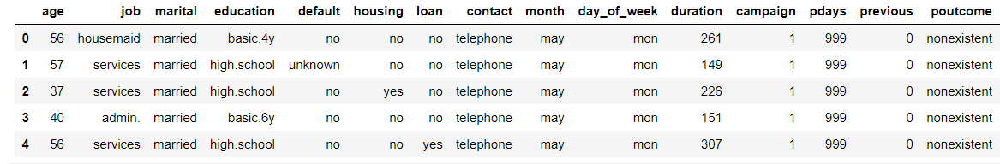 age job marital education default housing loan contact month day_of_week duration campaign pdays previous poutcome
0 56 housemaid married basic.4y no no no telephone may mon 261 1 999 0 nonexistent
1 57 services married high.school unknown no no telephone may mon 149 1 999 0 nonexistent
2 37 services married high.school no yes no telephone may mon 226 1 999 0 nonexistent
3 40 admin. married basic.6y no no no telephone may mon 151 1 999 0 nonexistent
4 56 services married high.school no no yes telephone may mon 307 1 999 0 nonexistent